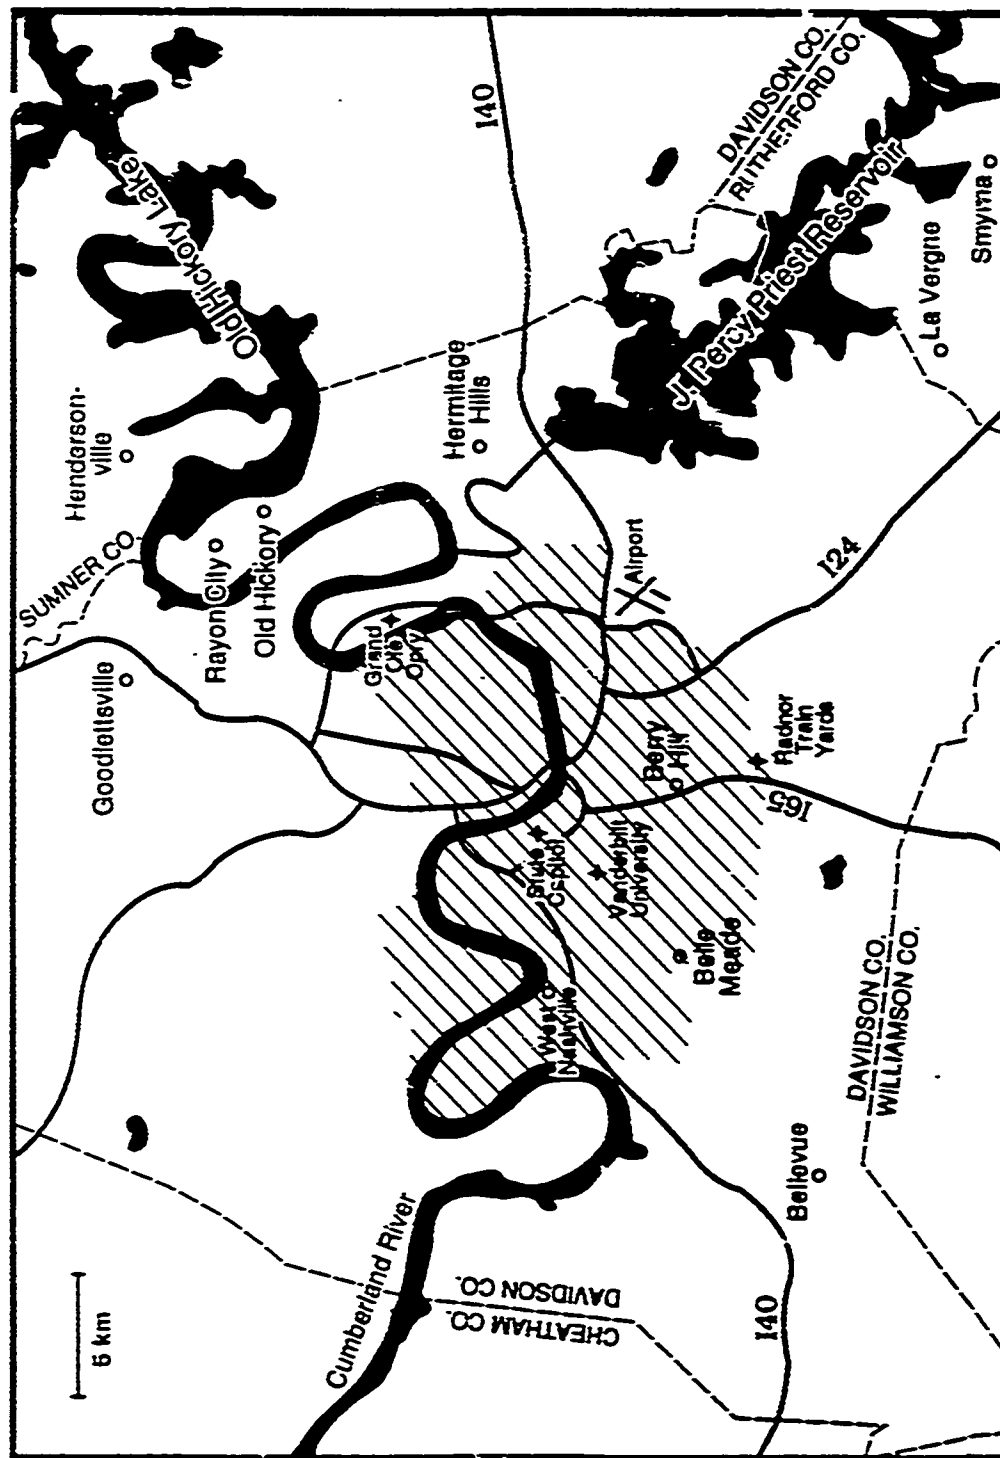 SUMNER CO
Henderson-
ville
Old Hickory Lake
Goodlettsville
Rayon City
Old Hickory
I40
Hermitage
Hills
Grand
Ole
Opry
DAVIDSON CO.
RUTHERFORD CO.
J. Percy Priest Reservoir
La Vergne
Smyrna
Airport
I24
Radnor
Train
Yards
Berry
Hill
I65
State
Capitol
Vanderbilt
University
Belle
Meade
West
Nashville
Cumberland River
5 km
CHEATHAM CO.
DAVIDSON CO.
I40
Bellevue
DAVIDSON CO.
WILLIAMSON CO.